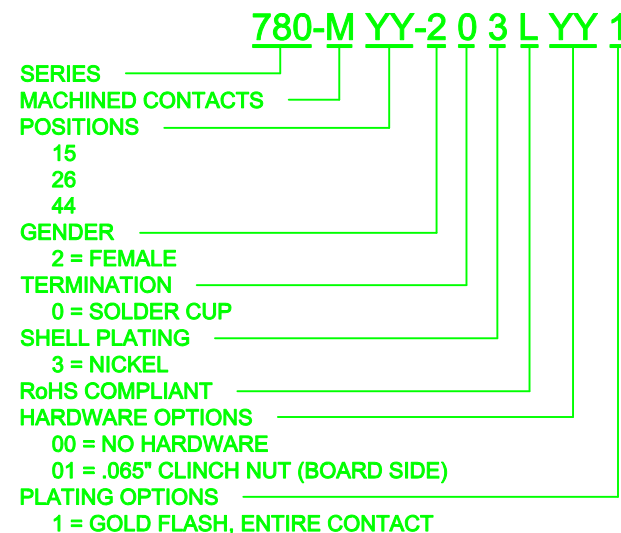 780-M YY-2 0 3 L YY 1
SERIES
MACHINED CONTACTS
POSITIONS
15
26
44
GENDER
2 = FEMALE
TERMINATION
0 = SOLDER CUP
SHELL PLATING
3 = NICKEL
RoHS COMPLIANT
HARDWARE OPTIONS
00 = NO HARDWARE
01 = .065" CLINCH NUT (BOARD SIDE)
PLATING OPTIONS
1 = GOLD FLASH, ENTIRE CONTACT